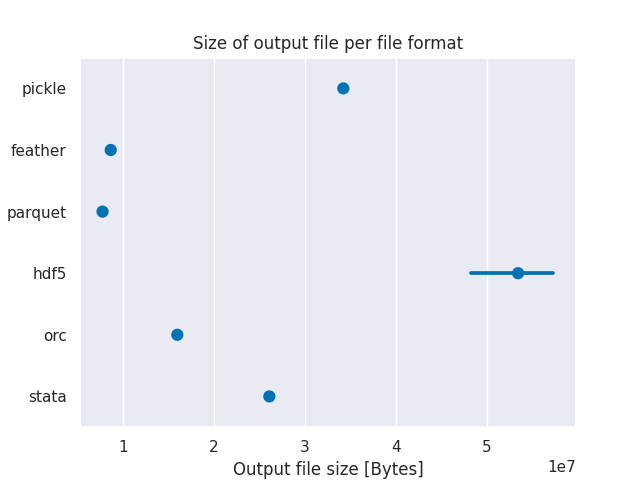 Size of output file per file format
pickle
feather
parquet
hdf5
orc
stata
1 2 3 4 5
1e7
Output file size [Bytes]